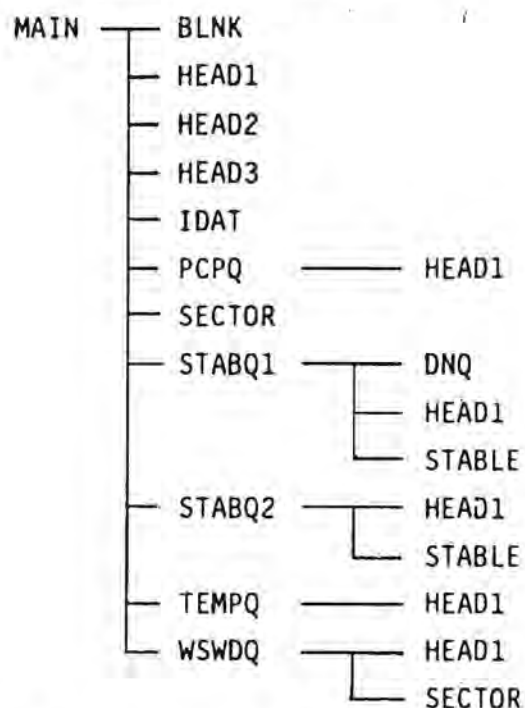 MAIN BLNK
HEAD1
HEAD2
HEAD3
IDAT
PCPQ HEAD1
SECTOR
STABQ1 DNQ
HEAD1
STABLE
STABQ2 HEAD1
STABLE
TEMPQ HEAD1
WSWDQ HEAD1
SECTOR